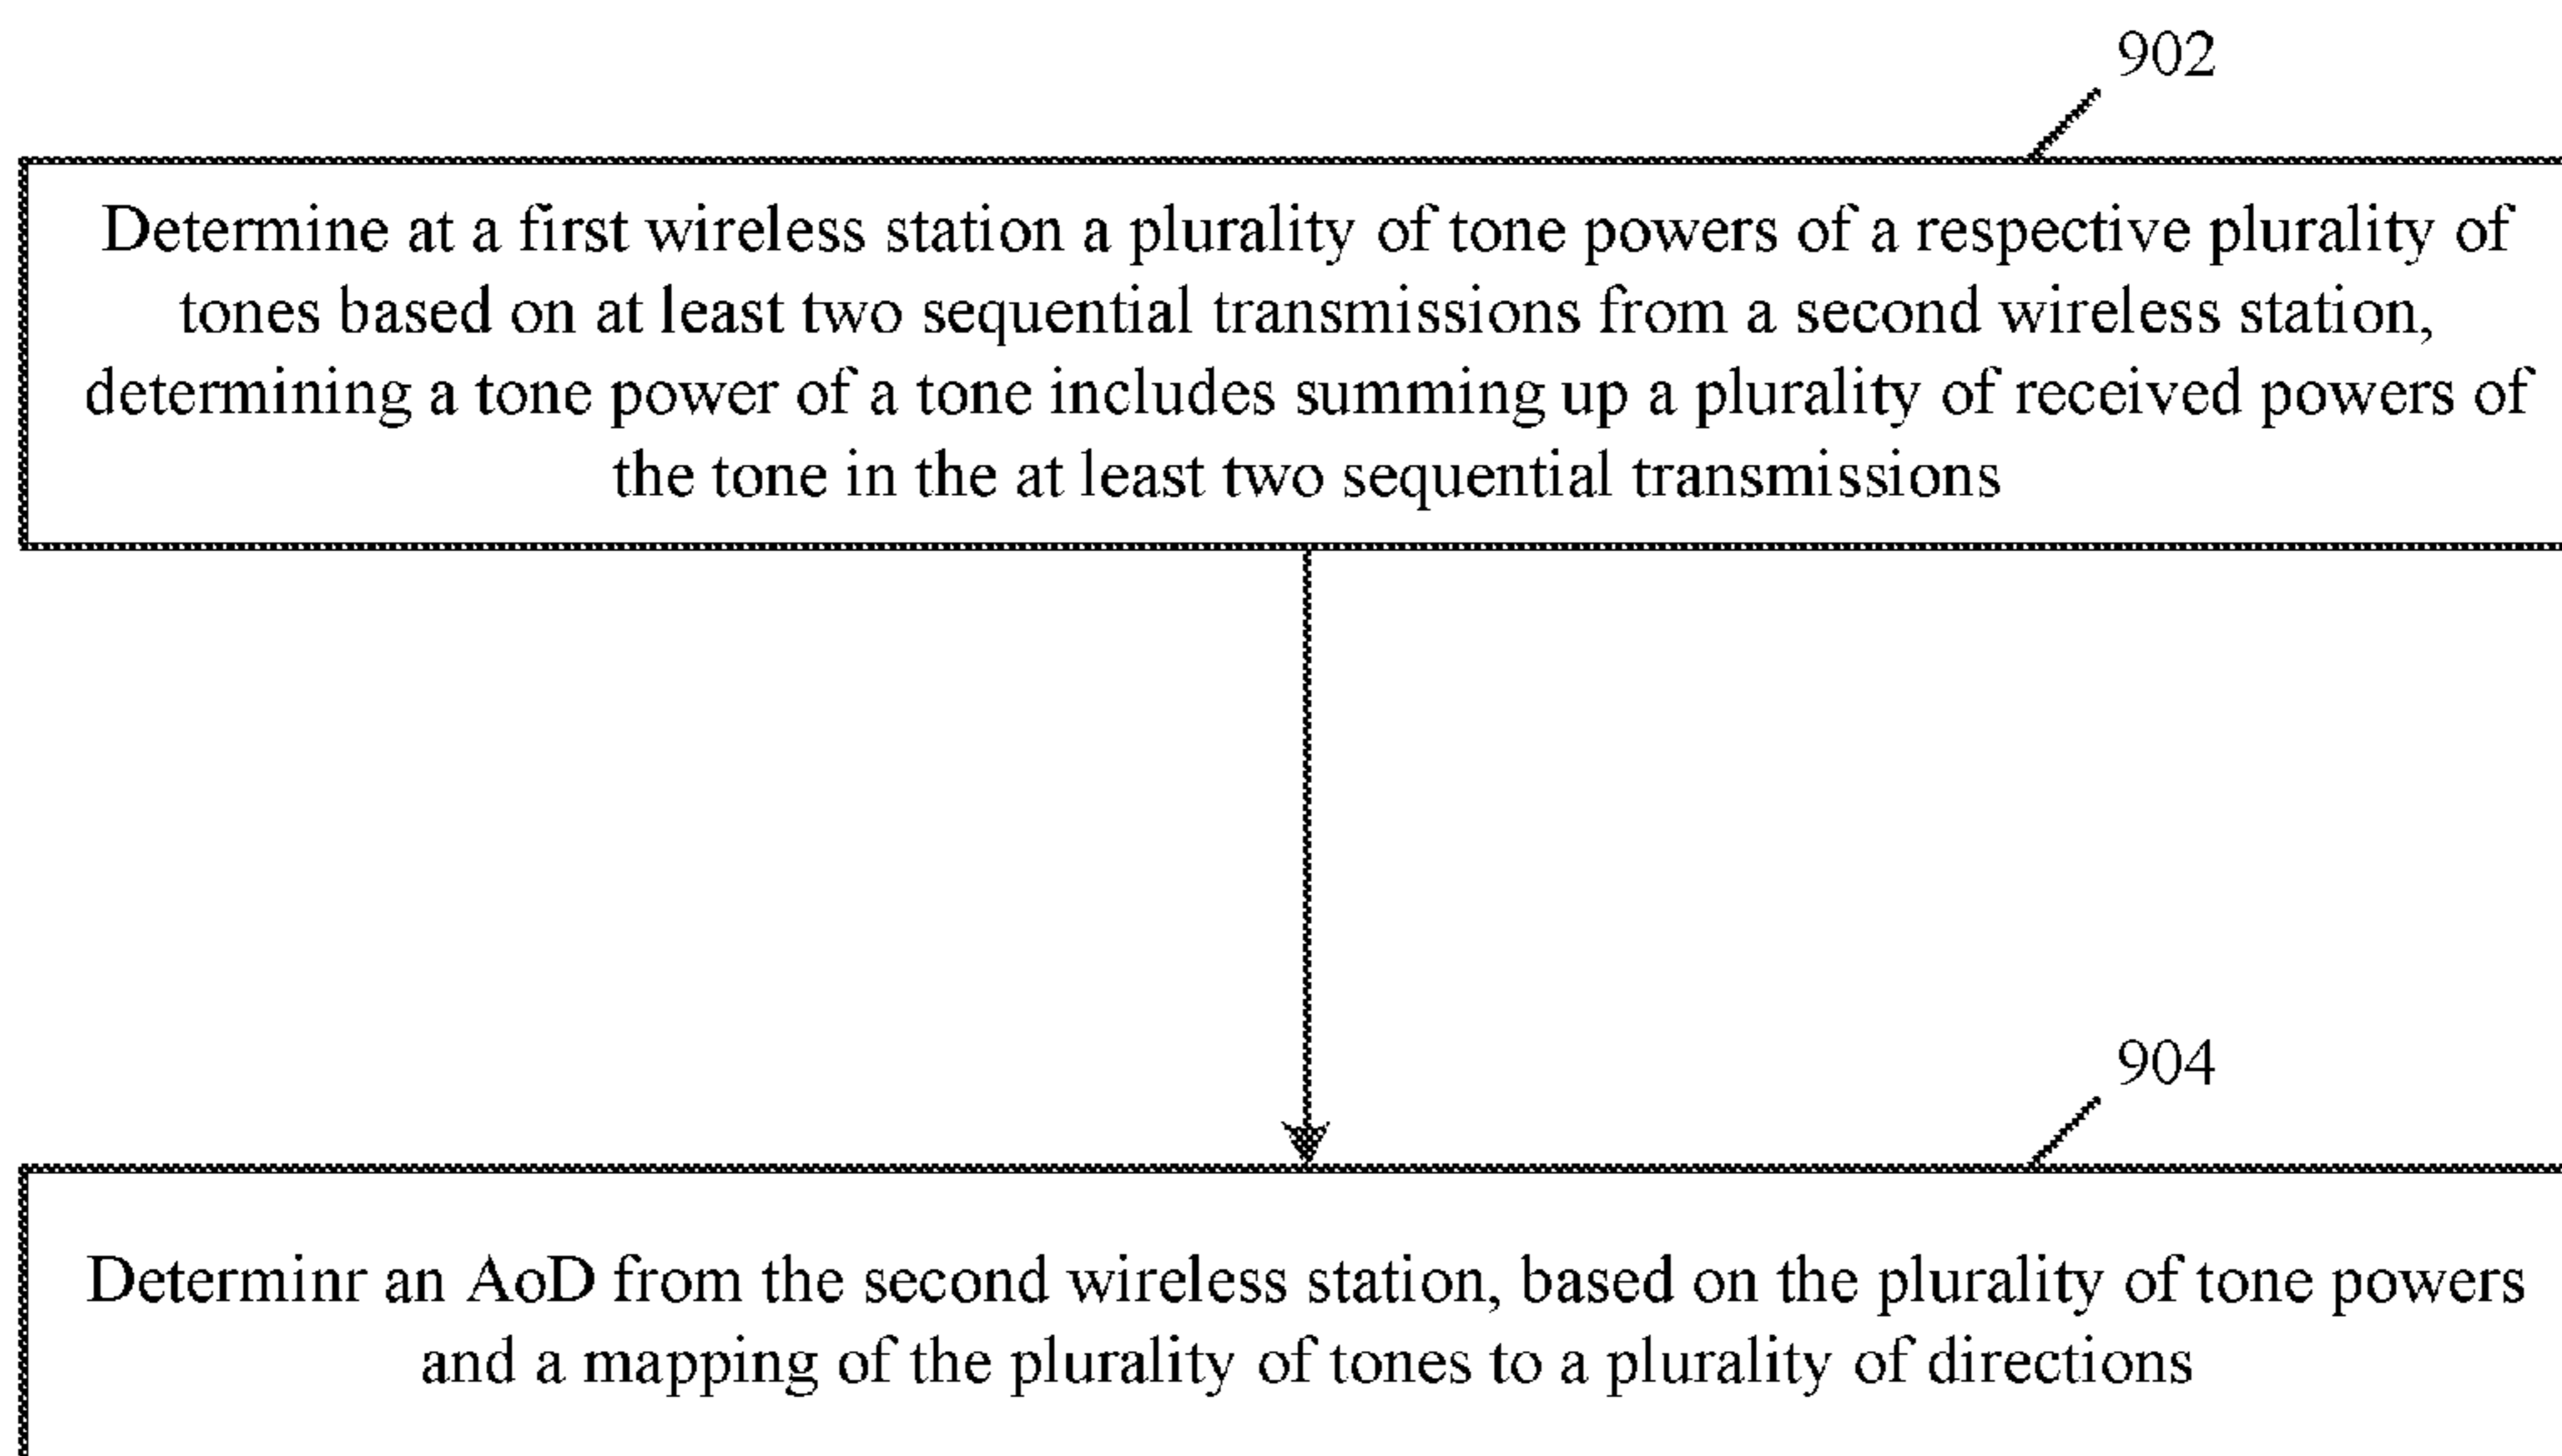 902
Determine at a first wireless station a plurality of tone powers of a respective plurality of
tones based on at least two sequential transmissions from a second wireless station,
determining a tone power of a tone includes summing up a plurality of received powers of
the tone in the at least two sequential transmissions
904
Determinr an AoD from the second wireless station, based on the plurality of tone powers
and a mapping of the plurality of tones to a plurality of directions